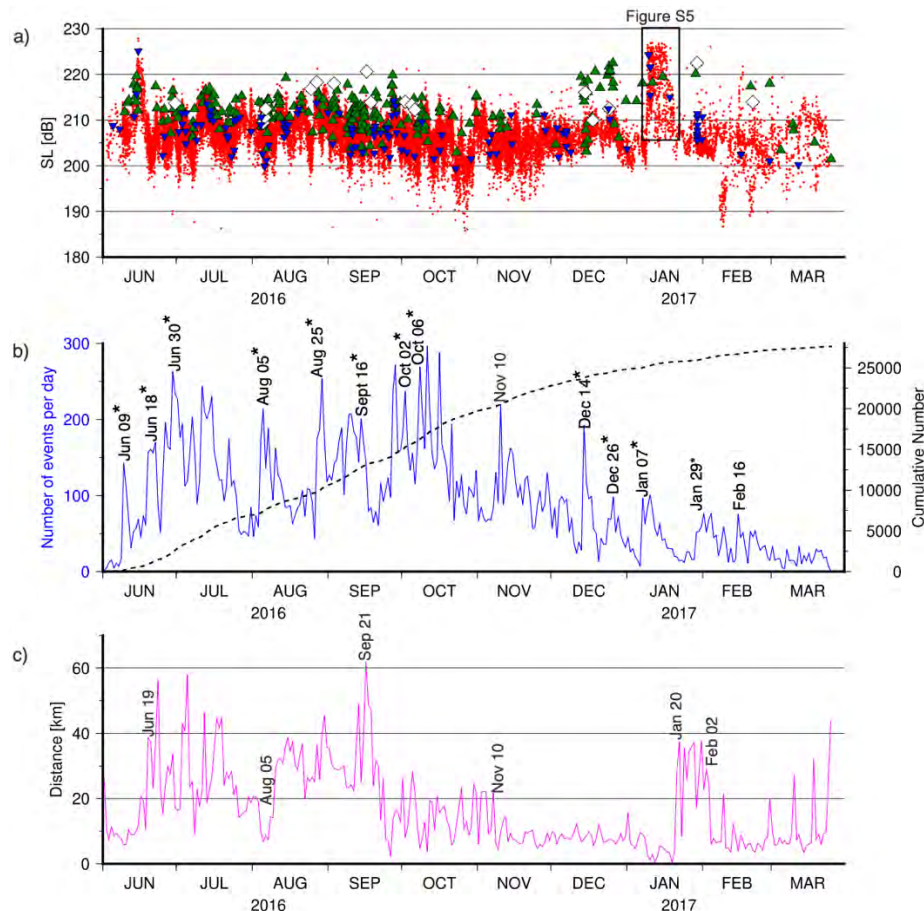 Figure S5
a)
230
220
210
200
190
180
SL [dB]
JUN JUL AUG SEP OCT NOV DEC JAN FEB MAR
2016 2017
b)
300
200
100
0
Number of events per day
Jun 09*
Jun 18*
Jun 30*
Aug 05*
Aug 25*
Sept 16*
Oct 02*
Oct 06*
Nov 10
Dec 14*
Dec 26*
Jan 07*
Jan 29*
Feb 16
25000
20000
15000
10000
5000
0
Cumulative Number
JUN JUL AUG SEP OCT NOV DEC JAN FEB MAR
2016 2017
c)
60
40
20
0
Distance [km]
Jun 19
Aug 05
Sep 21
Nov 10
Jan 20
Feb 02
JUN JUL AUG SEP OCT NOV DEC JAN FEB MAR
2016 2017